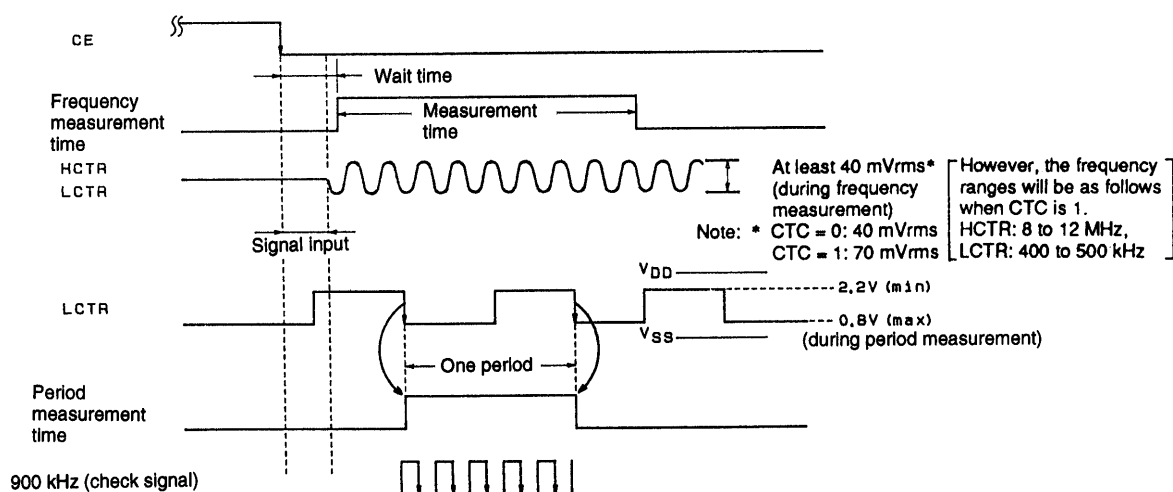 CE
Wait time
Frequency
measurement
time
Measurement
time
HCTR
LCTR
At least 40 mVrms*
(during frequency
measurement)
Note: * CTC = 0: 40 mVrms
CTC = 1: 70 mVrms
However, the frequency
ranges will be as follows
when CTC is 1.
HCTR: 8 to 12 MHz,
LCTR: 400 to 500 kHz
Signal input
VDD
2.2V (min)
LCTR
0.8V (max)
VSS
(during period measurement)
One period
Period
measurement
time
900 kHz (check signal)